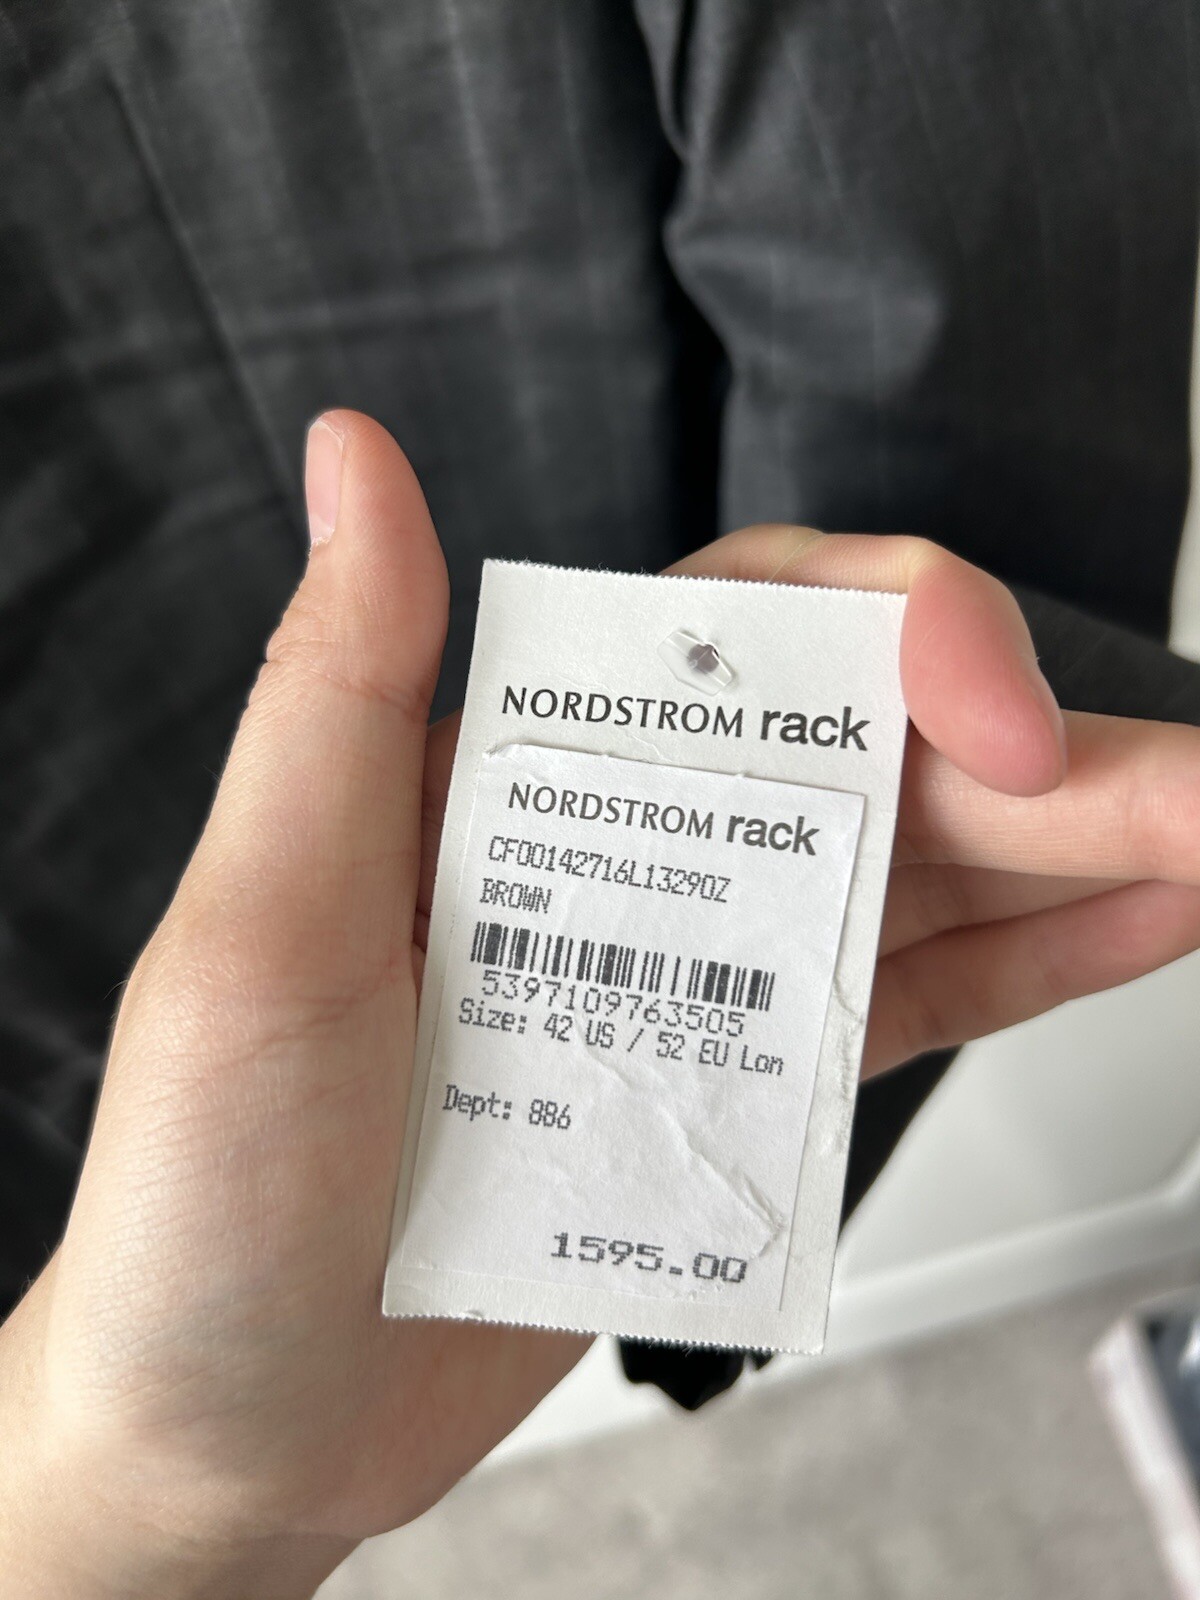 NORDSTROM rack
NORDSTROM rack
CF00142716L13290Z
BROWN
5397109763505
Size: 42 US / 52 EU Lon
Dept: 886
1595.00